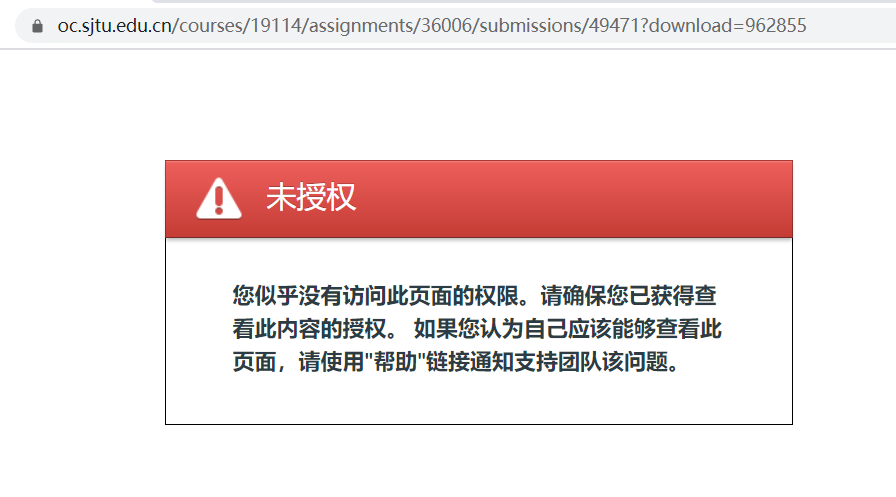 oc.sjtu.edu.cn/courses/19114/assignments/36006/submissions/49471?download=962855
未授权
您似乎没有访问此页面的权限。请确保您已获得查
看此内容的授权。 如果您认为自己应该能够查看此
页面，请使用"帮助"链接通知支持团队该问题。